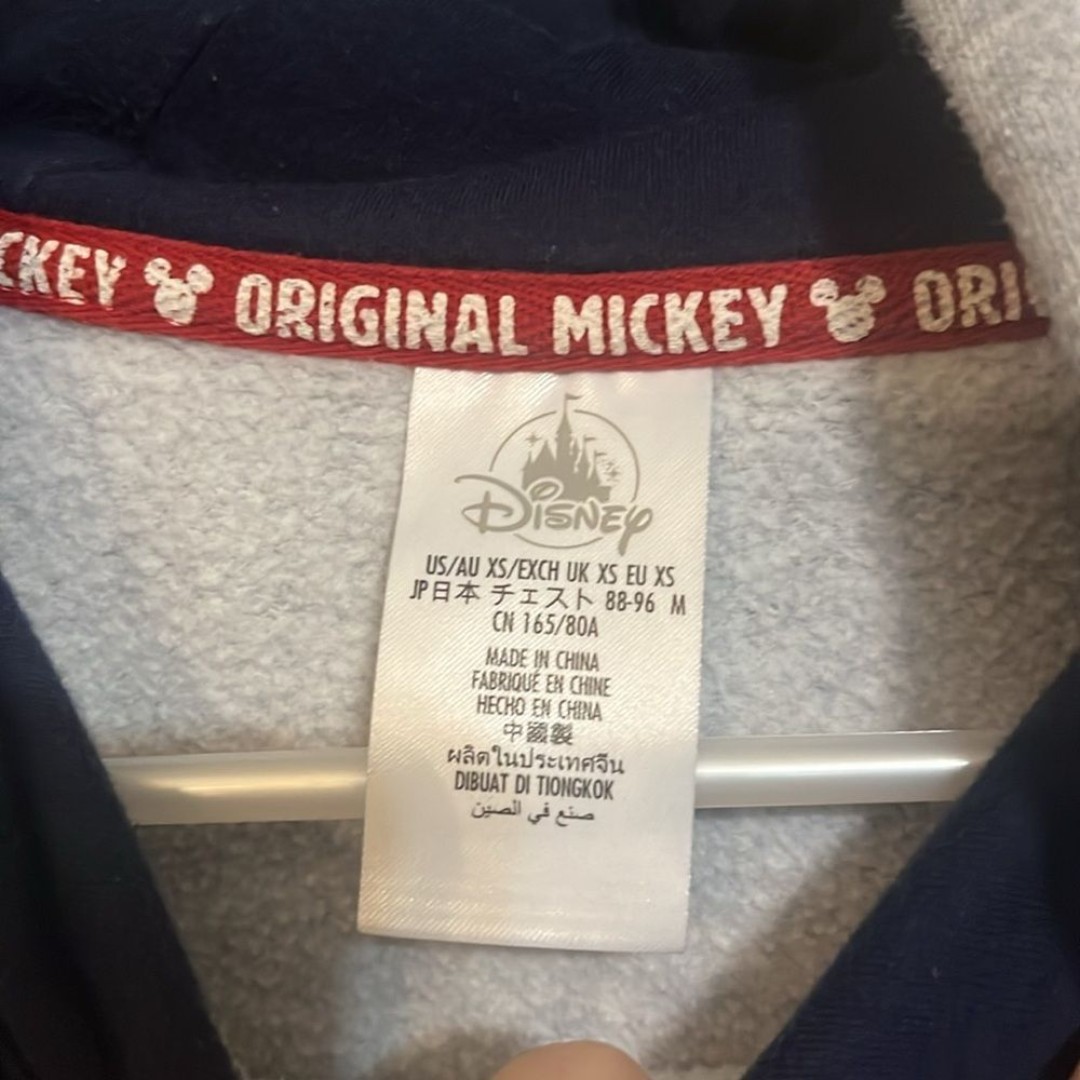 CKEY ORIGINAL MICKEY ORI
Disney
US/AU XS/EXCH UK XS EU XS
JP日本 チェスト 88-96 M
CN 165/80A
MADE IN CHINA
FABRIQUÉ EN CHINE
HECHO EN CHINA
中國製
ผลิตในประเทศจีน
DIBUAT DI TIONGKOK
صنع في الصين